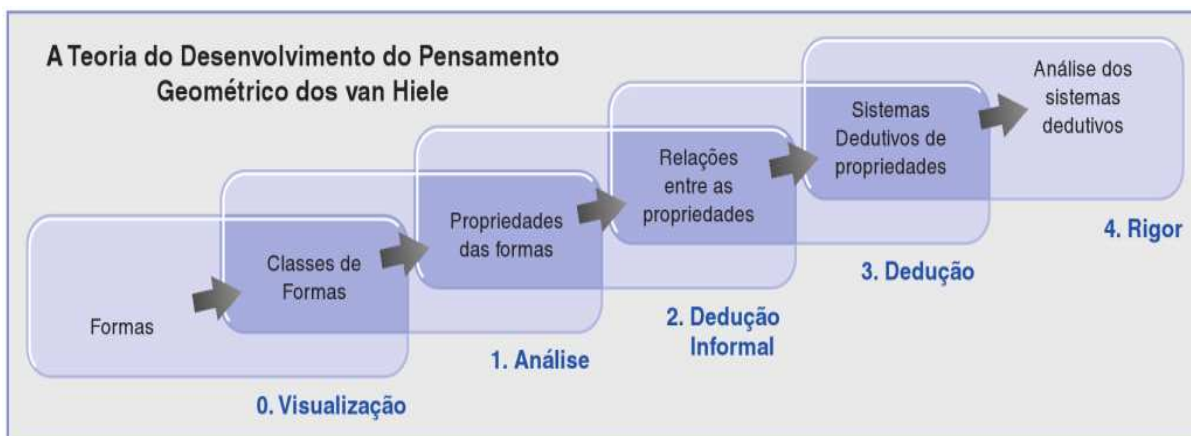 A Teoria do Desenvolvimento do Pensamento
Geométrico dos van Hiele
Formas
Classes de
Formas
0. Visualização
Propriedades
das formas
1. Análise
Relações
entre as
propriedades
2. Dedução
Informal
Sistemas
Dedutivos de
propriedades
3. Dedução
Análise dos
sistemas
dedutivos
4. Rigor